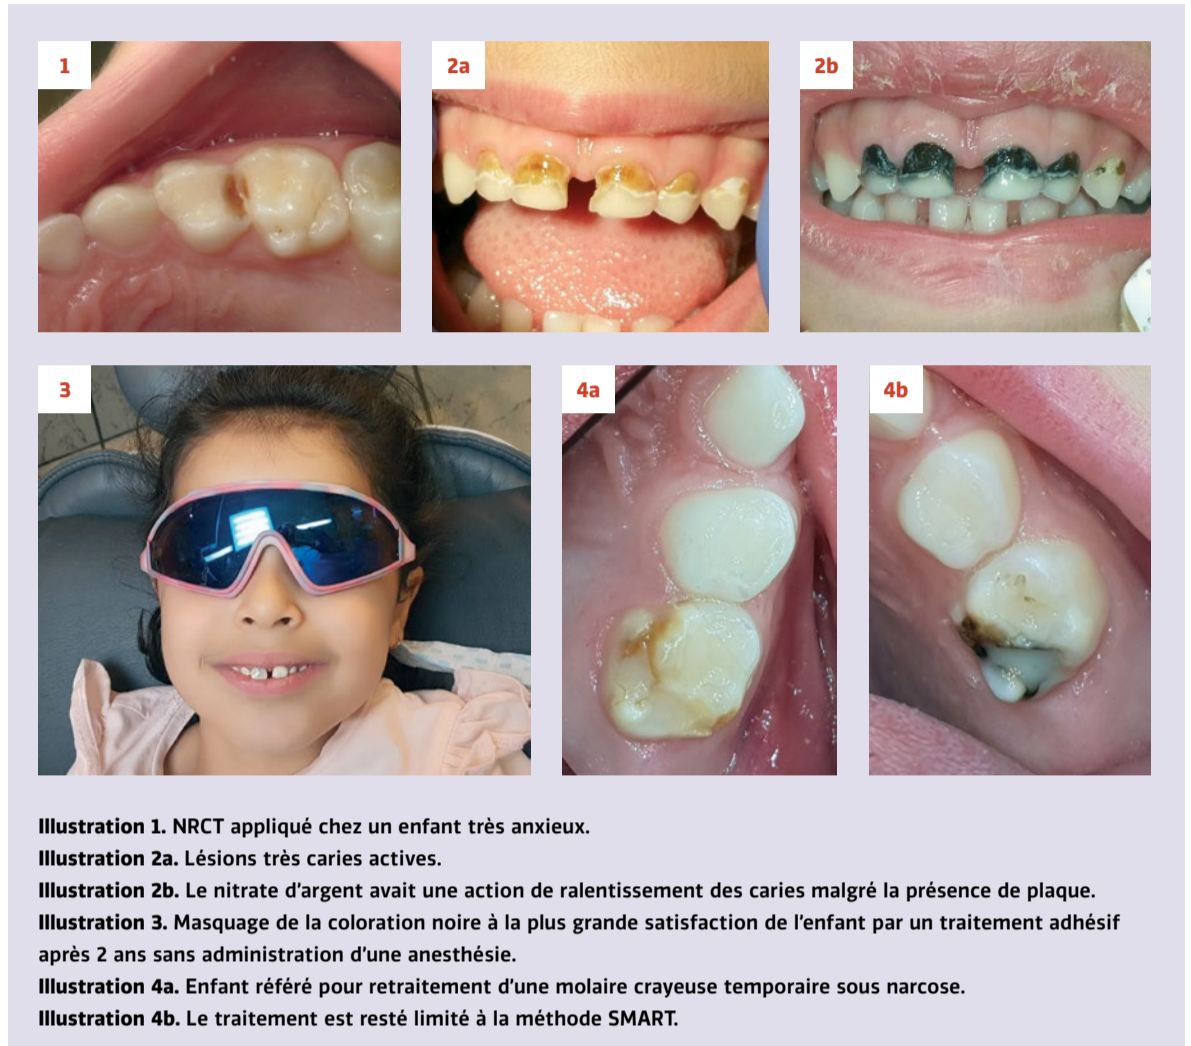 1
2a
2b
3
4a
4b
Illustration 1. NRCT appliqué chez un enfant très anxieux.
Illustration 2a. Lésions très caries actives.
Illustration 2b. Le nitrate d'argent avait une action de ralentissement des caries malgré la présence de plaque.
Illustration 3. Masquage de la coloration noire à la plus grande satisfaction de l'enfant par un traitement adhésif
après 2 ans sans administration d'une anesthésie.
Illustration 4a. Enfant référé pour retraitement d'une molaire crayeuse temporaire sous narcose.
Illustration 4b. Le traitement est resté limité à la méthode SMART.